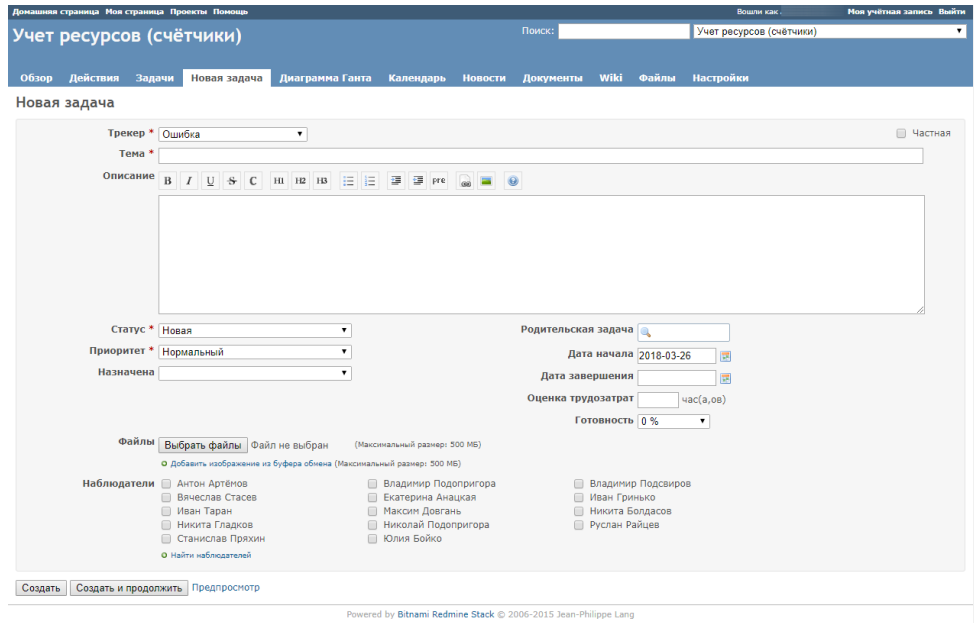 Домашняя страница Моя страница Проекты Помощь Вошли как Моя учётная запись Выйти
Учет ресурсов (счётчики) Поиск: Учет ресурсов (счётчики)
Обзор Действия Задачи Новая задача Диаграмма Ганта Календарь Новости Документы Wiki Файлы Настройки
Новая задача
Трекер * Ошибка Частная
Тема *
Описание B I U S C H1 H2 H3 pre
Статус * Новая Родительская задача
Приоритет * Нормальный Дата начала 2018-03-26
Назначена Дата завершения
Оценка трудозатрат час(а,ов)
Готовность 0 %
Файлы Выбрать файлы Файл не выбран (Максимальный размер: 500 МБ)
Добавить изображение из буфера обмена (Максимальный размер: 500 МБ)
Наблюдатели Антон Артёмов Владимир Подопригора Владимир Подсвиров
Вячеслав Стасев Екатерина Анацкая Иван Гринько
Иван Таран Максим Довгань Никита Болдасов
Никита Гладков Николай Подопригора Руслан Райцев
Станислав Пряхин Юлия Бойко
Найти наблюдателей
Создать Создать и продолжить Предпросмотр
Powered by Bitnami Redmine Stack © 2006-2015 Jean-Philippe Lang